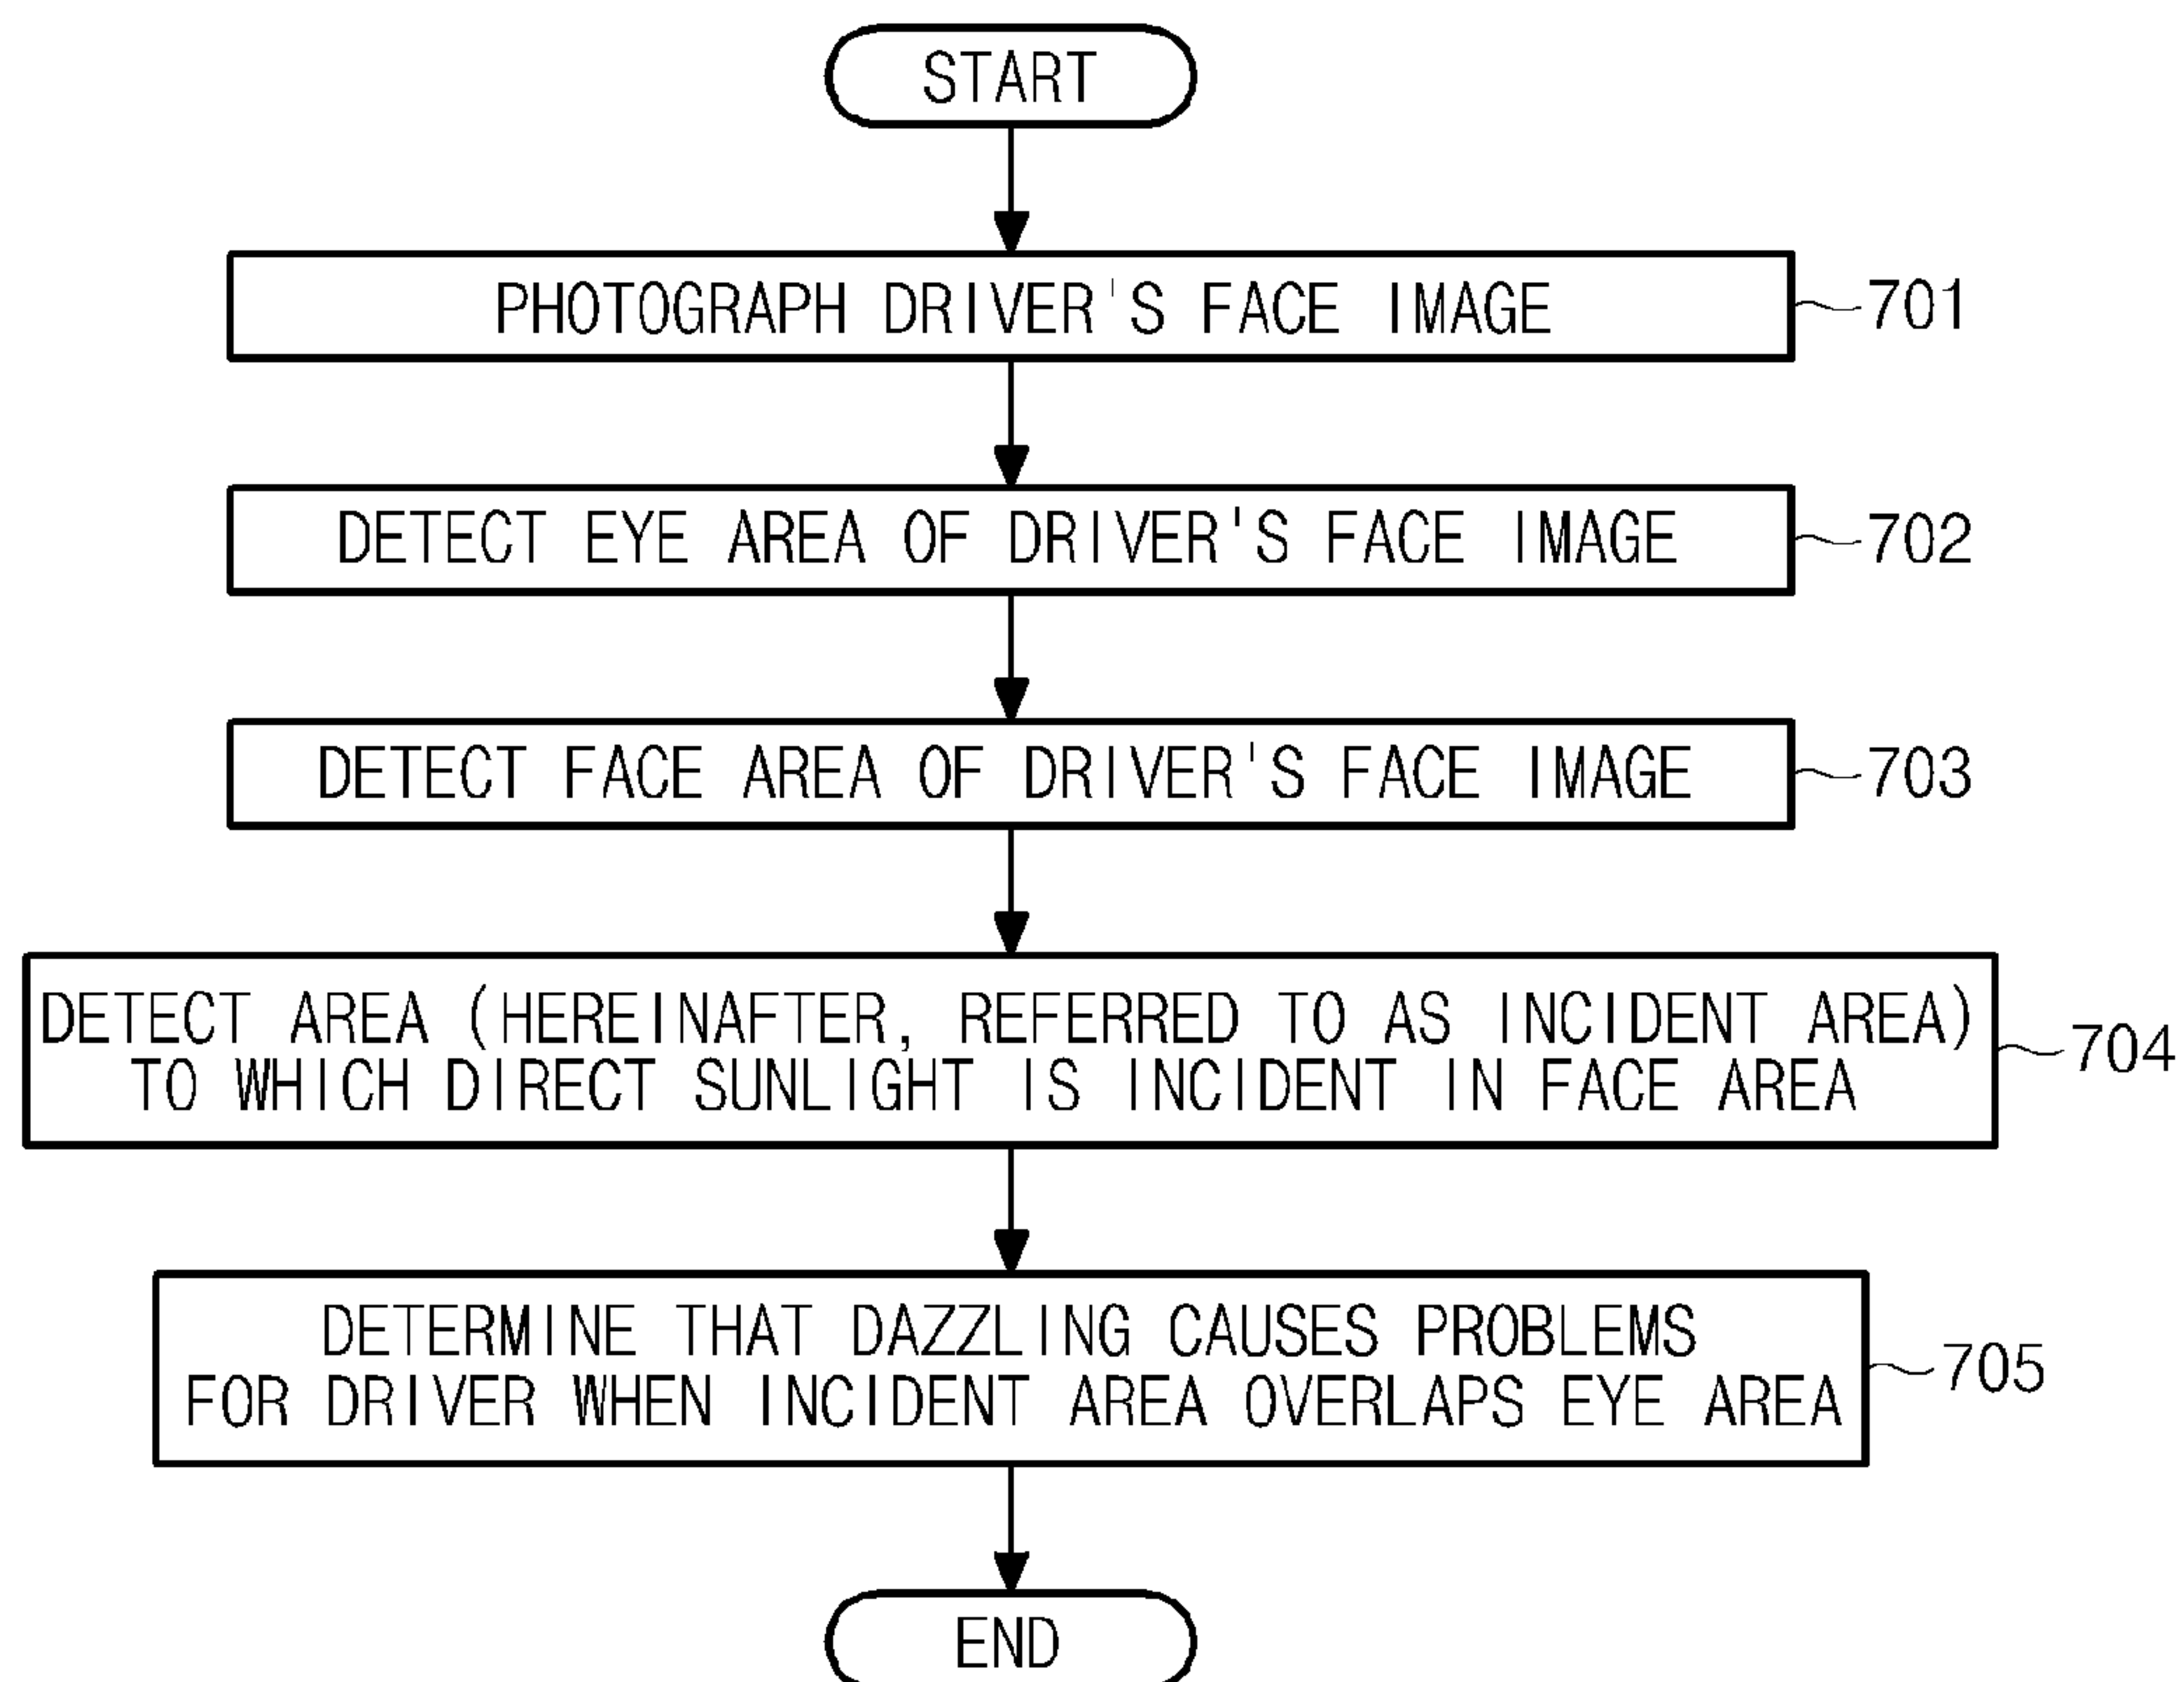 START
PHOTOGRAPH DRIVER'S FACE IMAGE
701
DETECT EYE AREA OF DRIVER'S FACE IMAGE
702
DETECT FACE AREA OF DRIVER'S FACE IMAGE
703
DETECT AREA (HEREINAFTER, REFERRED TO AS INCIDENT AREA)
TO WHICH DIRECT SUNLIGHT IS INCIDENT IN FACE AREA
704
DETERMINE THAT DAZZLING CAUSES PROBLEMS
FOR DRIVER WHEN INCIDENT AREA OVERLAPS EYE AREA
705
END